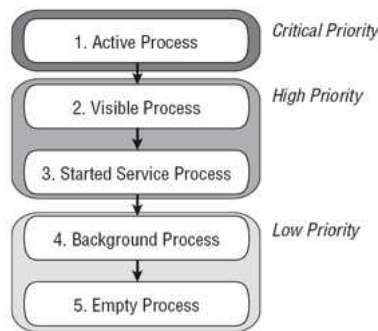 1. Active Process
Critical Priority
2. Visible Process
High Priority
3. Started Service Process
4. Background Process
Low Priority
5. Empty Process